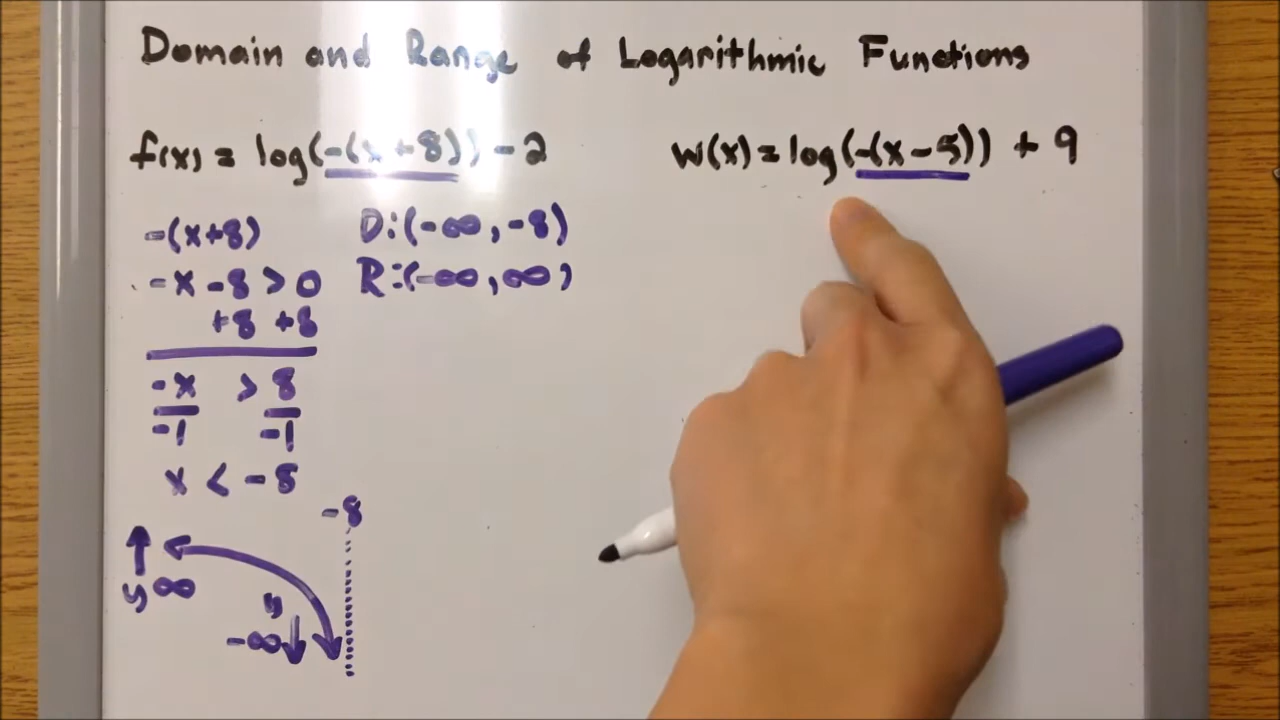 Domain and Range of Logarithmic Functions
f(x) = log(-(x+8)) - 2
-(x+8)
-x - 8 > 0
+8 +8
-x > 8
-1 -1
x < -8
D: (-∞, -8)
R: (-∞, ∞)
-8
y ∞
y
-∞
w(x) = log(-(x-5)) + 9